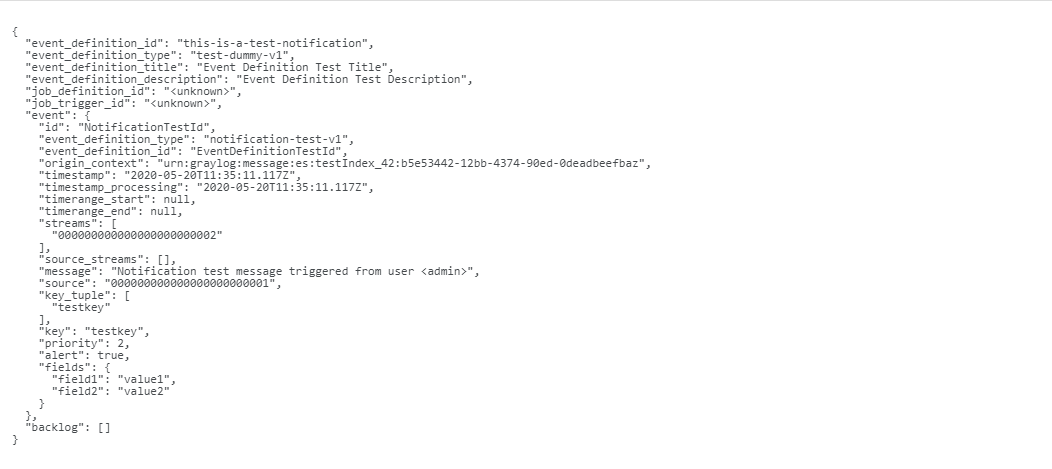 {
  "event_definition_id": "this-is-a-test-notification",
  "event_definition_type": "test-dummy-v1",
  "event_definition_title": "Event Definition Test Title",
  "event_definition_description": "Event Definition Test Description",
  "job_definition_id": "<unknown>",
  "job_trigger_id": "<unknown>",
  "event": {
    "id": "NotificationTestId",
    "event_definition_type": "notification-test-v1",
    "event_definition_id": "EventDefinitionTestId",
    "origin_context": "urn:graylog:message:es:testIndex_42:b5e53442-12bb-4374-90ed-0deadbeefbaz",
    "timestamp": "2020-05-20T11:35:11.117Z",
    "timestamp_processing": "2020-05-20T11:35:11.117Z",
    "timerange_start": null,
    "timerange_end": null,
    "streams": [
      "000000000000000000000002"
    ],
    "source_streams": [],
    "message": "Notification test message triggered from user <admin>",
    "source": "000000000000000000000001",
    "key_tuple": [
      "testkey"
    ],
    "key": "testkey",
    "priority": 2,
    "alert": true,
    "fields": {
      "field1": "value1",
      "field2": "value2"
    }
  },
  "backlog": []
}